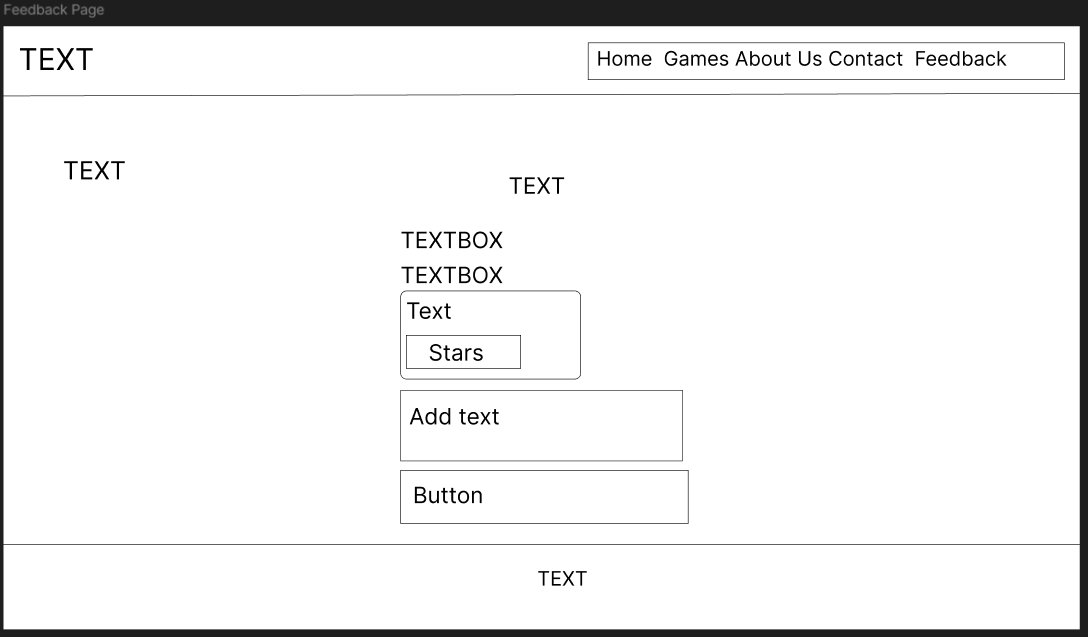 Feedback Page
TEXT
Home Games About Us Contact Feedback
TEXT
TEXT
TEXTBOX
TEXTBOX
Text
Stars
Add text
Button
TEXT